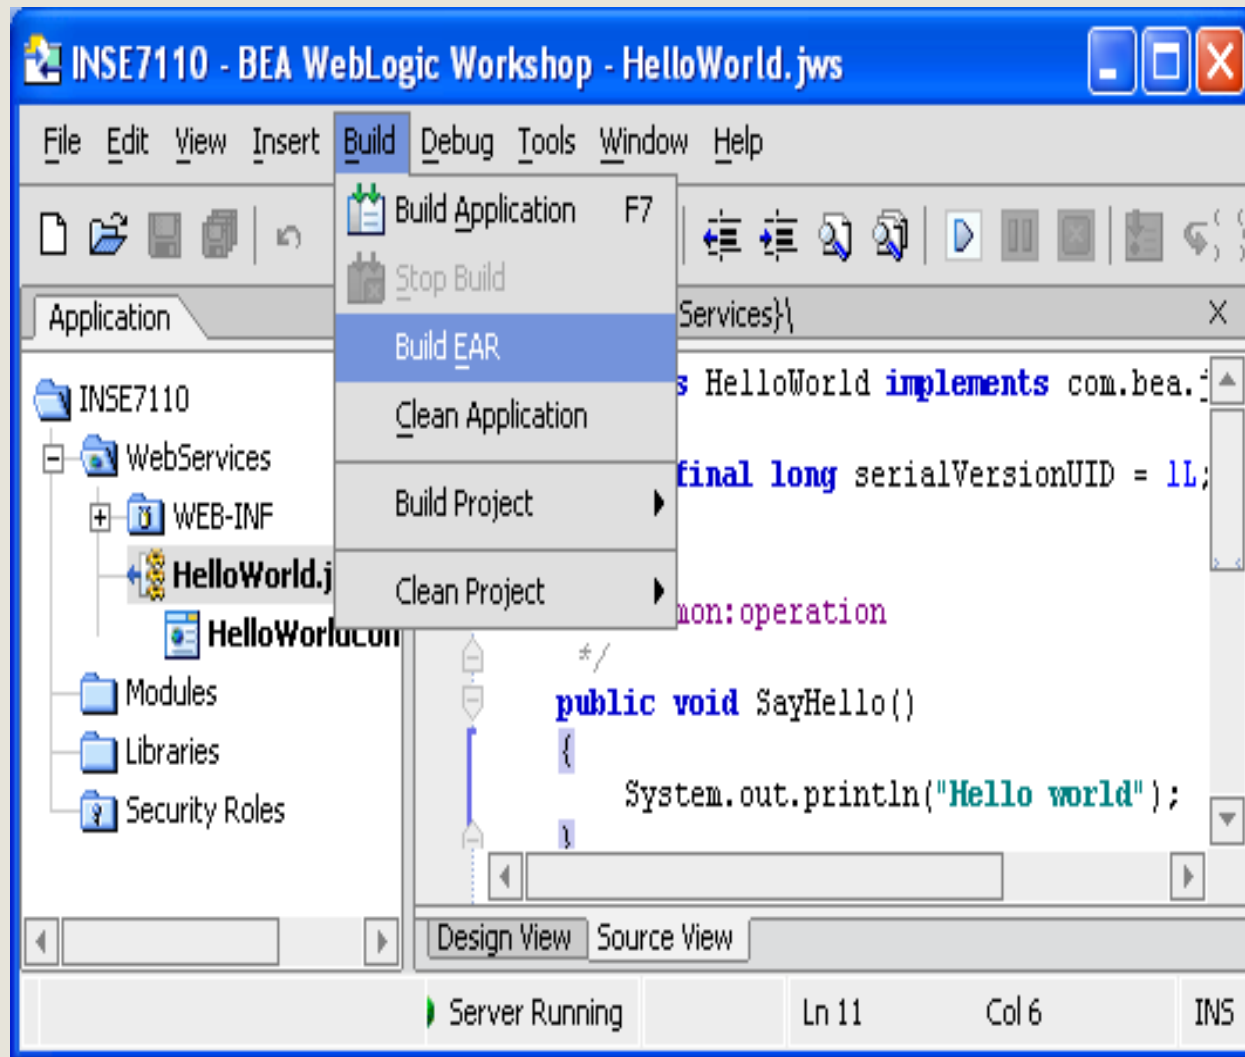 INSE7110 - BEA WebLogic Workshop - HelloWorld.jws
File Edit View Insert Build Debug Tools Window Help
Build Application F7
Stop Build
Build EAR
Clean Application
Build Project
Clean Project
Application
INSE7110
WebServices
WEB-INF
HelloWorld.j
HelloWorldCon
Modules
Libraries
Security Roles
Services}\
s HelloWorld implements com.bea.j
final long serialVersionUID = 1L;
mon:operation
*/
public void SayHello()
{
System.out.println("Hello world");
}
Design View Source View
Server Running Ln 11 Col 6 INS